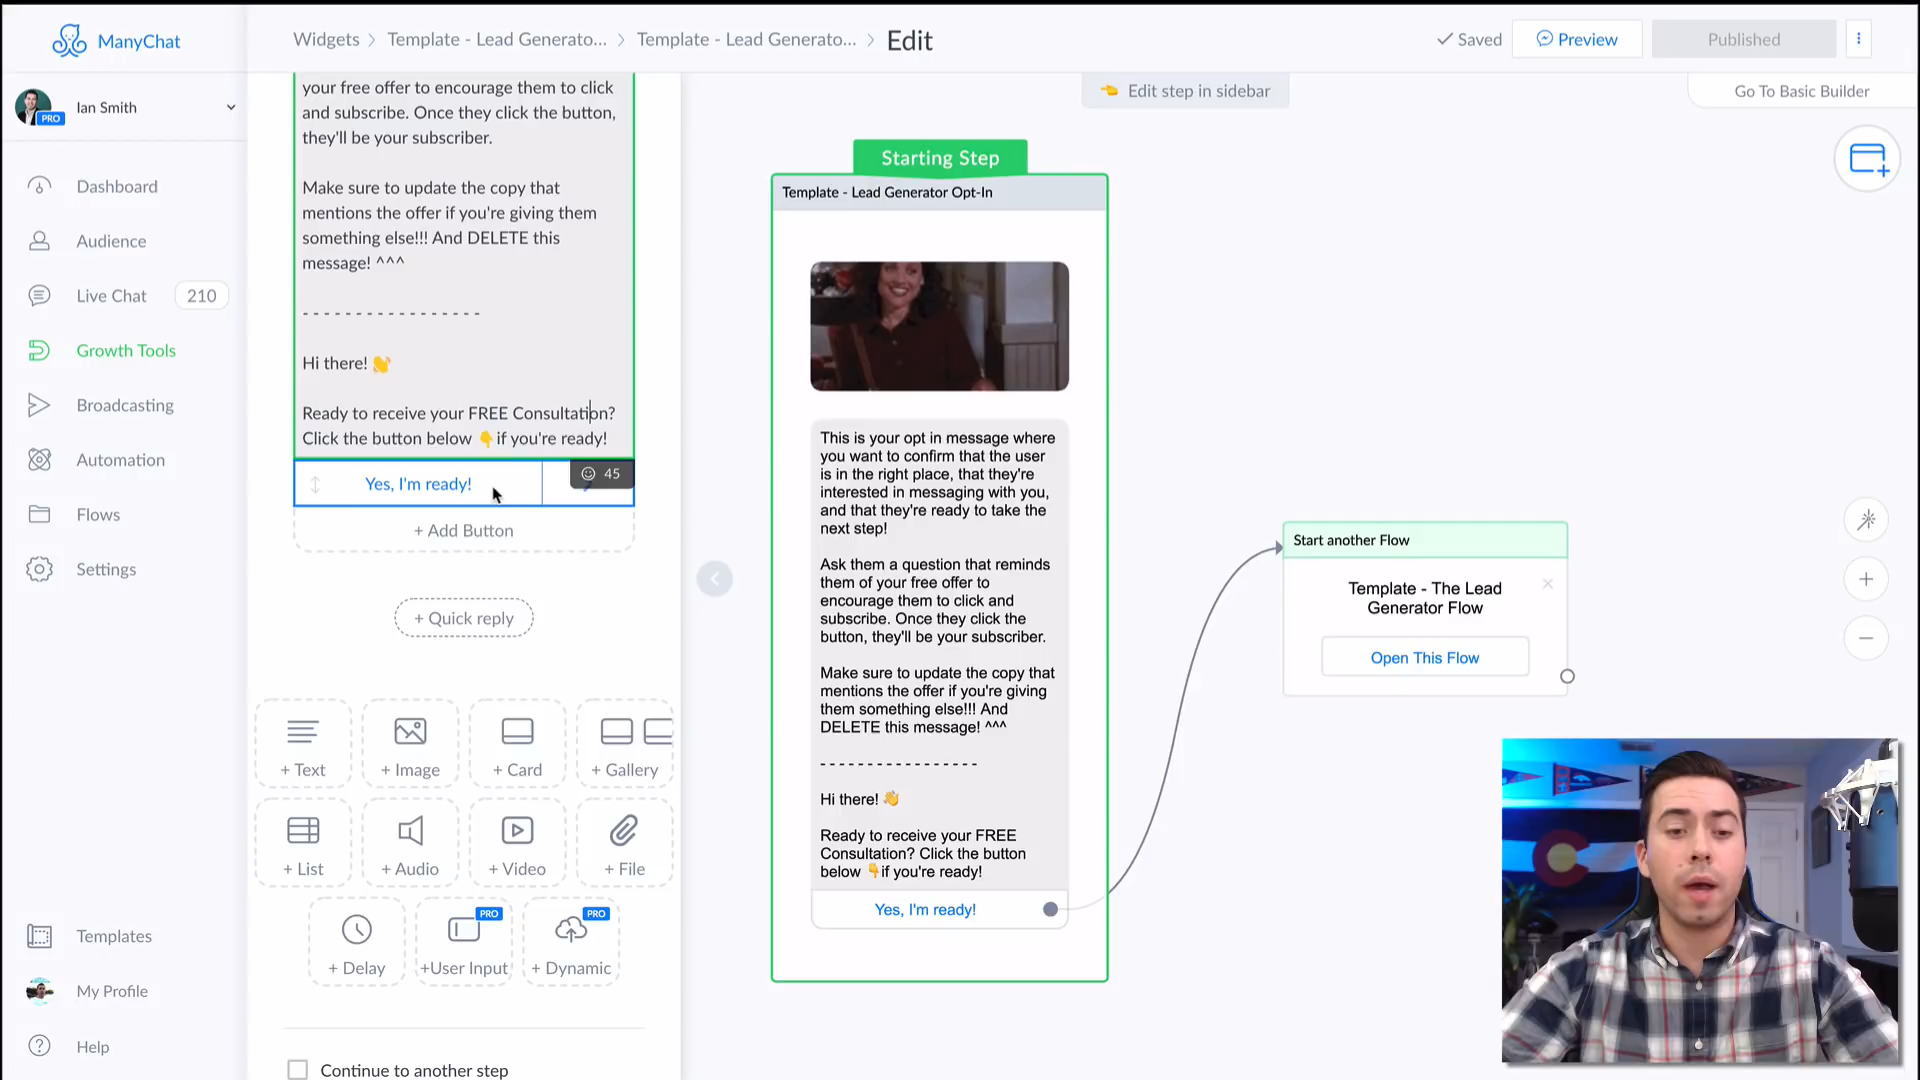 ManyChat
Widgets
Template - Lead Generato...
Template - Lead Generato...
Edit
Saved
Preview
Published
Ian Smith
PRO
Dashboard
Audience
Live Chat
210
Growth Tools
Broadcasting
Automation
Flows
Settings
Templates
My Profile
Help
your free offer to encourage them to click
and subscribe. Once they click the button,
they'll be your subscriber.
Make sure to update the copy that
mentions the offer if you're giving them
something else!!! And DELETE this
message! ^^^
- - - - - - - - - - - - - - - - -
Hi there! 👋
Ready to receive your FREE Consultation?
Click the button below 👇if you're ready!
45
Yes, I'm ready!
+ Add Button
+ Quick reply
+ Text
+ Image
+ Card
+ Gallery
+ List
+ Audio
+ Video
+ File
+ Delay
PRO
+User Input
PRO
+ Dynamic
Continue to another step
👈 Edit step in sidebar
Go To Basic Builder
Starting Step
Template - Lead Generator Opt-In
This is your opt in message where
you want to confirm that the user
is in the right place, that they're
interested in messaging with you,
and that they're ready to take the
next step!
Ask them a question that reminds
them of your free offer to
encourage them to click and
subscribe. Once they click the
button, they'll be your subscriber.
Make sure to update the copy that
mentions the offer if you're giving
them something else!!! And
DELETE this message! ^^^
- - - - - - - - - - - - - - - - -
Hi there! 👋
Ready to receive your FREE
Consultation? Click the button
below 👇if you're ready!
Yes, I'm ready!
Start another Flow
Template - The Lead
Generator Flow
Open This Flow